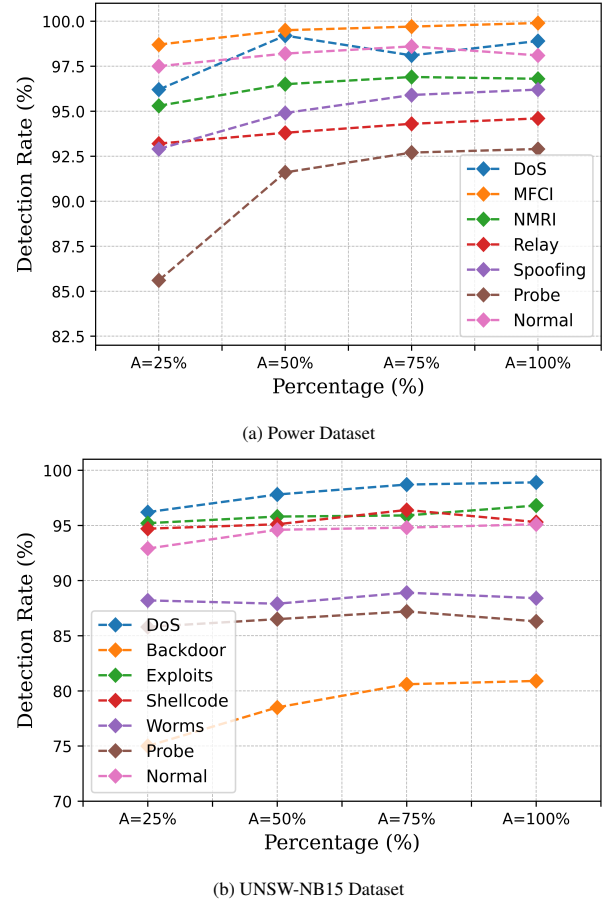 100.0
97.5
95.0
92.5
90.0
87.5
85.0
82.5
Detection Rate (%)
DoS
MFCI
NMRI
Relay
Spoofing
Probe
Normal
A=25%
A=50%
A=75%
A=100%
Percentage (%)
(a) Power Dataset
100
95
90
85
80
75
70
Detection Rate (%)
DoS
Backdoor
Exploits
Shellcode
Worms
Probe
Normal
A=25%
A=50%
A=75%
A=100%
Percentage (%)
(b) UNSW-NB15 Dataset